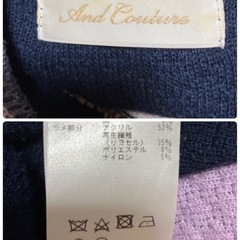 And Couture
ラメ部分
アクリル 52%
再生繊維
(リヨセル) 35%
ポリエステル 8%
ナイロン 5%